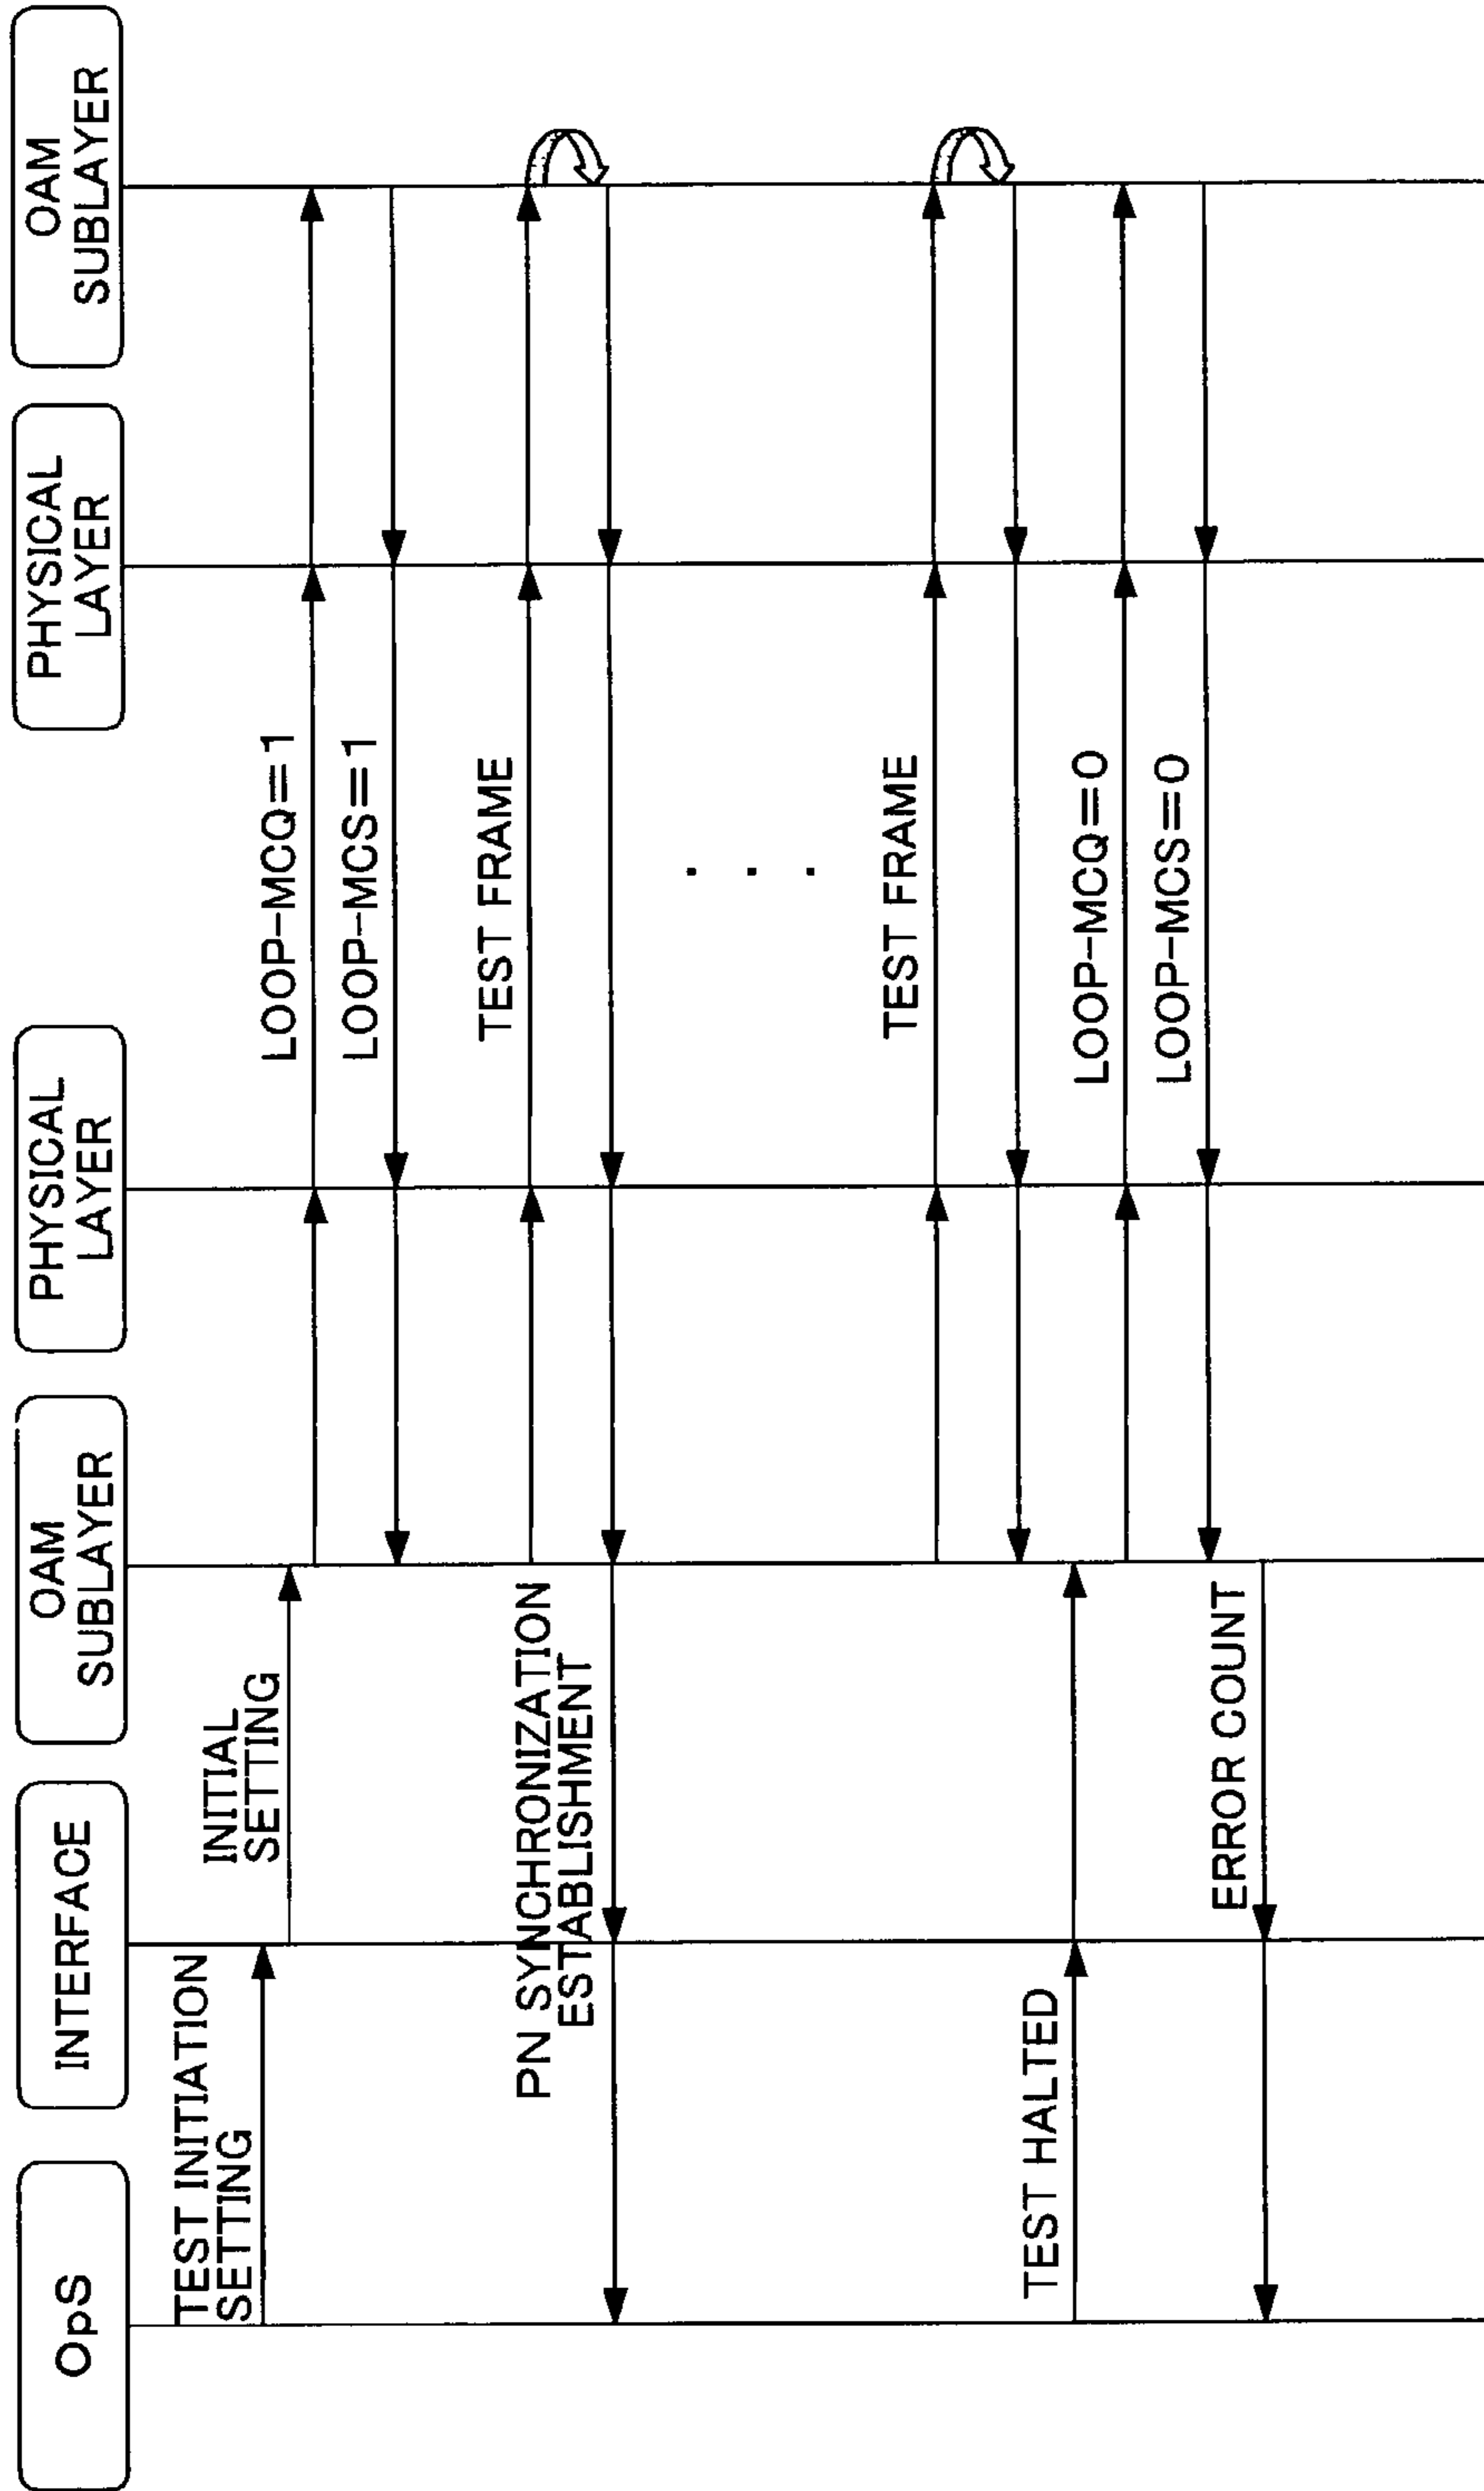 OpS
INTERFACE
OAM
SUBLAYER
PHYSICAL
LAYER
PHYSICAL
LAYER
OAM
SUBLAYER
TEST INITIATION
SETTING
INITIAL
SETTING
LOOP-MCQ=1
LOOP-MCS=1
TEST FRAME
PN SYNCHRONIZATION
ESTABLISHMENT
. . .
TEST FRAME
TEST HALTED
LOOP-MCQ=0
LOOP-MCS=0
ERROR COUNT